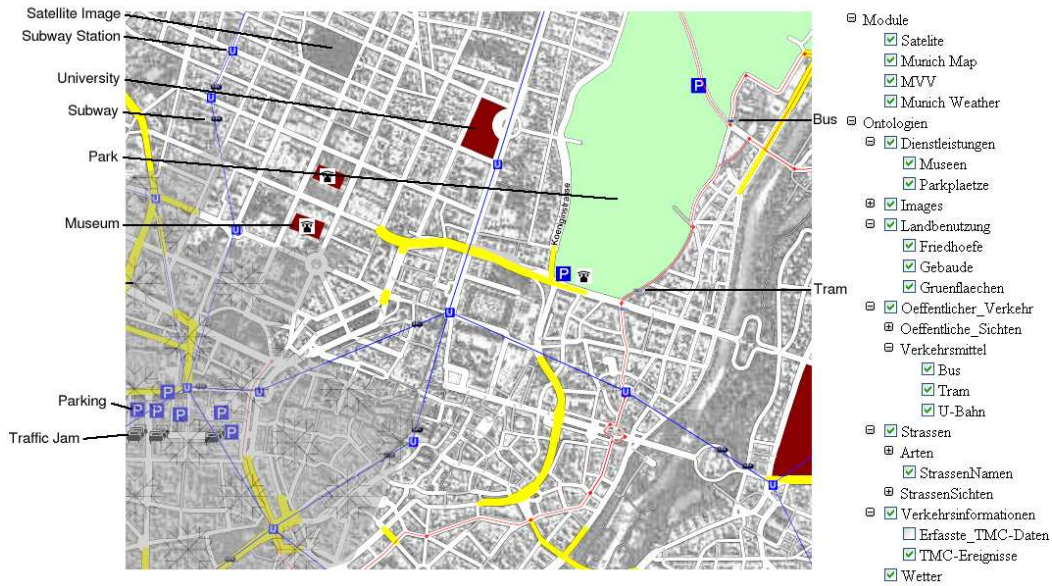 Satellite Image
Subway Station
University
Subway
Park
Museum
Parking
Traffic Jam
Bus
Tram
Koenginstrasse
P
P
P
P
P
P
P
P
P
U
U
U
U
U
U
U
U
U
U
U
U
Module
Satelite
Munich Map
MVV
Munich Weather
Ontologien
Dienstleistungen
Museen
Parkplaetze
Images
Landbenutzung
Friedhoefe
Gebaude
Gruenflaechen
Oeffentlicher_Verkehr
Oeffentliche_Sichten
Verkehrsmittel
Bus
Tram
U-Bahn
Strassen
Arten
StrassenNamen
StrassenSichten
Verkehrsinformationen
Erfasste_TMC-Daten
TMC-Ereignisse
Wetter